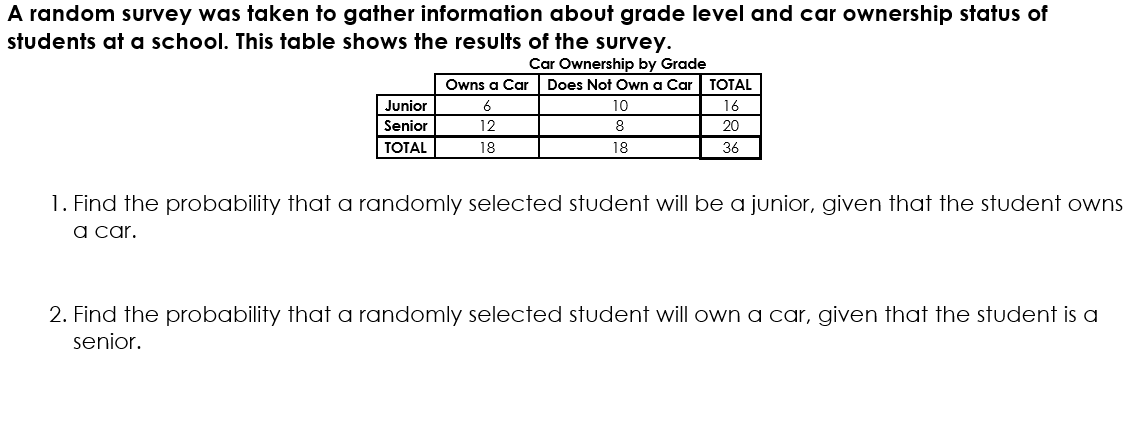 A random survey was taken to gather information about grade level and car ownership status of
students at a school. This table shows the results of the survey.
Car Ownership by Grade
Owns a Car Does Not Own a Car TOTAL
Junior 6 10 16
Senior 12 8 20
TOTAL 18 18 36
1. Find the probability that a randomly selected student will be a junior, given that the student owns
a car.
2. Find the probability that a randomly selected student will own a car, given that the student is a
senior.